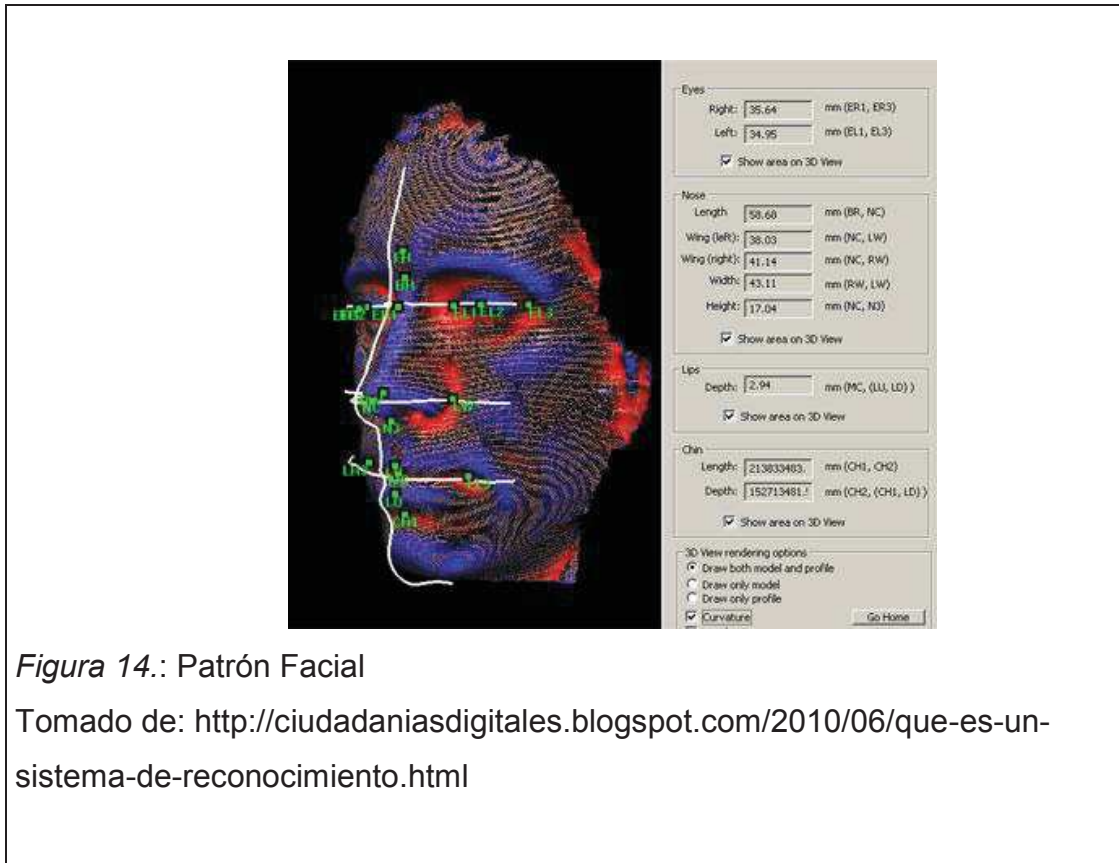 Eyes
Right: 35.64 mm (ER1, ER3)
Left: 34.95 mm (EL1, EL3)
Show area on 3D View
Nose
Length 58.68 mm (BR, NC)
Wing (left): 38.03 mm (NC, LW)
Wing (right): 41.14 mm (NC, RW)
Width: 43.11 mm (RW, LW)
Height: 17.04 mm (NC, N3)
Show area on 3D View
Lips
Depth: 2.94 mm (MC, (LU, LD) )
Show area on 3D View
Chin
Length: 213833483. mm (CH1, CH2)
Depth: 152713481. mm (CH2, (CH1, LD) )
Show area on 3D View
3D View rendering options
Draw both model and profile
Draw only model
Draw only profile
Curvature Go Home
EL2
N3
LD
Figura 14.: Patrón Facial
Tomado de: http://ciudadaniasdigitales.blogspot.com/2010/06/que-es-un-
sistema-de-reconocimiento.html